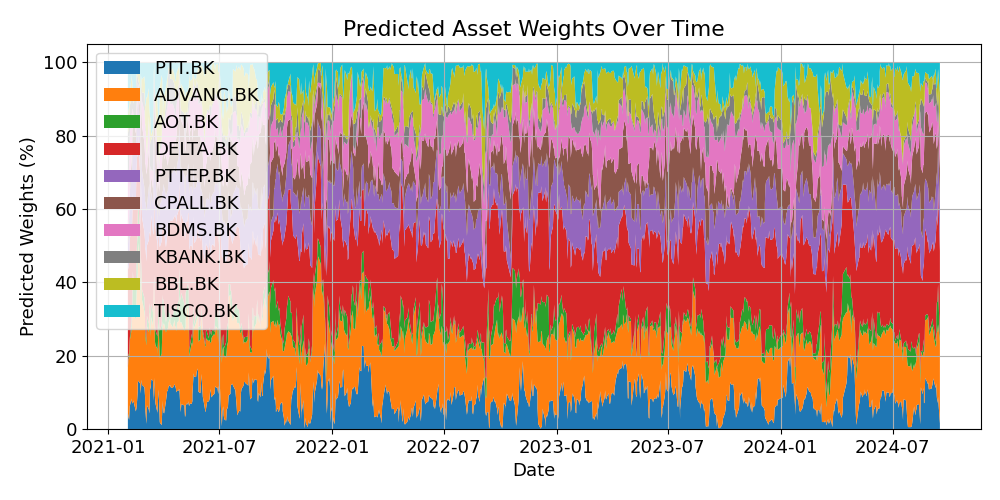 Predicted Asset Weights Over Time
Predicted Weights (%)
100
80
60
40
20
0
PTT.BK
ADVANC.BK
AOT.BK
DELTA.BK
PTTEP.BK
CPALL.BK
BDMS.BK
KBANK.BK
BBL.BK
TISCO.BK
2021-01 2021-07 2022-01 2022-07 2023-01 2023-07 2024-01 2024-07
Date